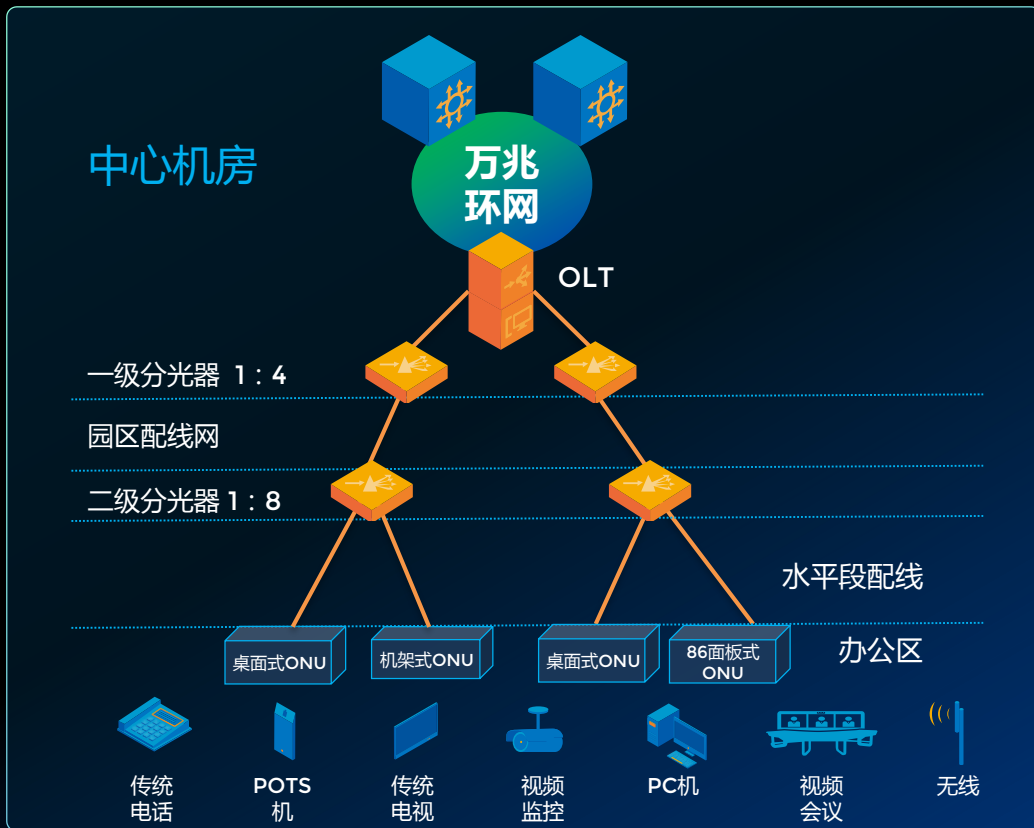 中心机房
万兆
环网
OLT
一级分光器 1：4
园区配线网
二级分光器 1：8
水平段配线
办公区
桌面式ONU
机架式ONU
桌面式ONU
86面板式
ONU
传统
电话
POTS
机
传统
电视
视频
监控
PC机
视频
会议
无线